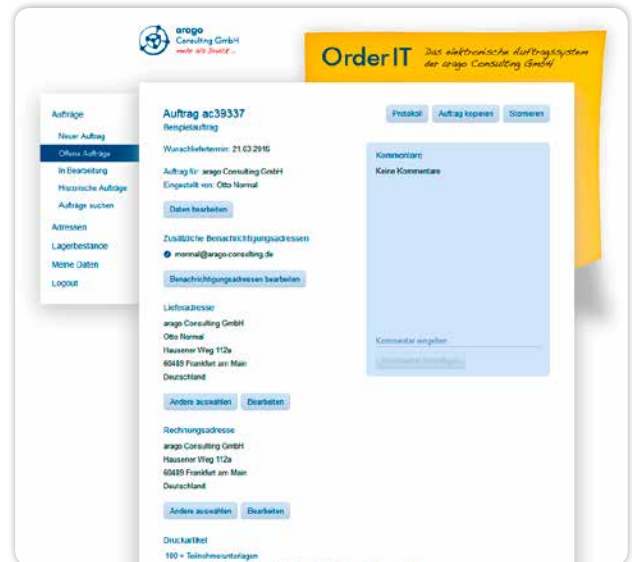 arago
Consulting GmbH
mehr als Druck ..
OrderIT
Das elektronische Auftragssystem
der arago Consulting GmbH
Aufträge
Neuer Auftrag
Offene Aufträge
In Bearbeitung
Historische Aufträge
Aufträge suchen
Adressen
Lagerbestände
Meine Daten
Logout
Auftrag ac39337
Beispielauftrag
Wunschliefertermin: 21.03.2016
Auftrag für: arago Consulting GmbH
Eingestellt von: Otto Normal
Daten bearbeiten
Zusätzliche Benachrichtigungsadressen
normal@arago-consulting.de
Benachrichtigungsadressen bearbeiten
Lieferadresse
arago Consulting GmbH
Otto Normal
Hausener Weg 112a
60489 Frankfurt am Main
Deutschland
Andere auswählen Bearbeiten
Rechnungsadresse
arago Consulting GmbH
Hausener Weg 112a
60489 Frankfurt am Main
Deutschland
Andere auswählen Bearbeiten
Druckartikel
100 × Teilnehmerunterlagen
Protokoll Auftrag kopieren Stornieren
Kommentare
Keine Kommentare
Kommentar eingeben
Kommentar hinzufügen